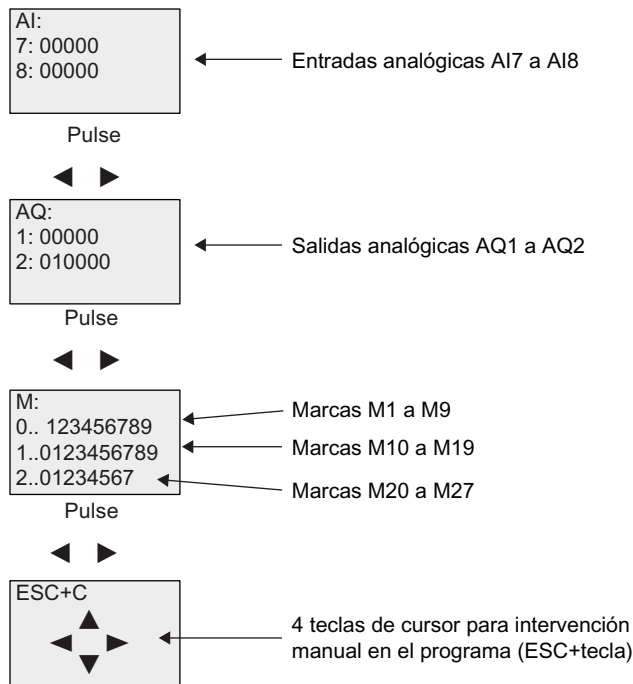 AI:
7: 00000
8: 00000
Entradas analógicas AI7 a AI8
Pulse
AQ:
1: 00000
2: 010000
Salidas analógicas AQ1 a AQ2
Pulse
M:
0.. 123456789
1..0123456789
2..01234567
Marcas M1 a M9
Marcas M10 a M19
Marcas M20 a M27
Pulse
ESC+C
4 teclas de cursor para intervención
manual en el programa (ESC+tecla)